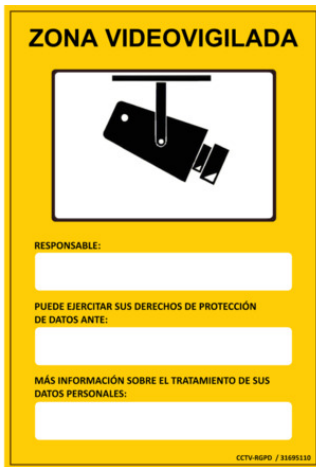 ZONA VIDEOVIGILADA
RESPONSABLE:
PUEDE EJERCITAR SUS DERECHOS DE PROTECCIÓN
DE DATOS ANTE:
MÁS INFORMACIÓN SOBRE EL TRATAMIENTO DE SUS
DATOS PERSONALES:
CCTV-RGPD / 31695110